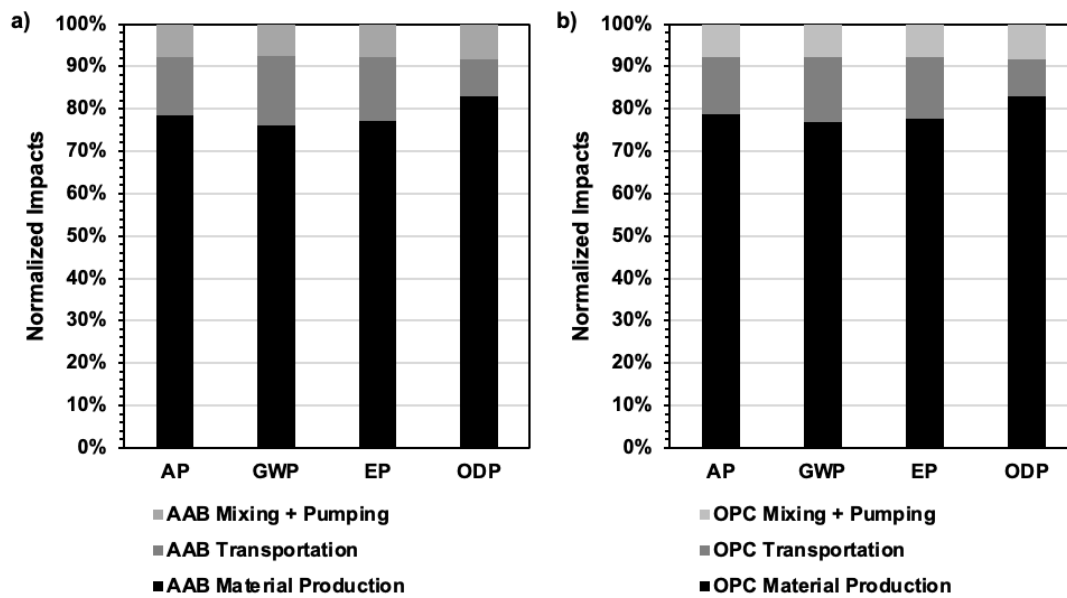 a)
Normalized Impacts
100%
90%
80%
70%
60%
50%
40%
30%
20%
10%
0%
AP GWP EP ODP
AAB Mixing + Pumping
AAB Transportation
AAB Material Production
b)
Normalized Impacts
100%
90%
80%
70%
60%
50%
40%
30%
20%
10%
0%
AP GWP EP ODP
OPC Mixing + Pumping
OPC Transportation
OPC Material Production